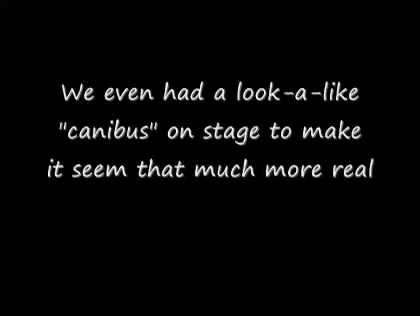 We even had a look-a-like
"canibus" on stage to make
it seem that much more real